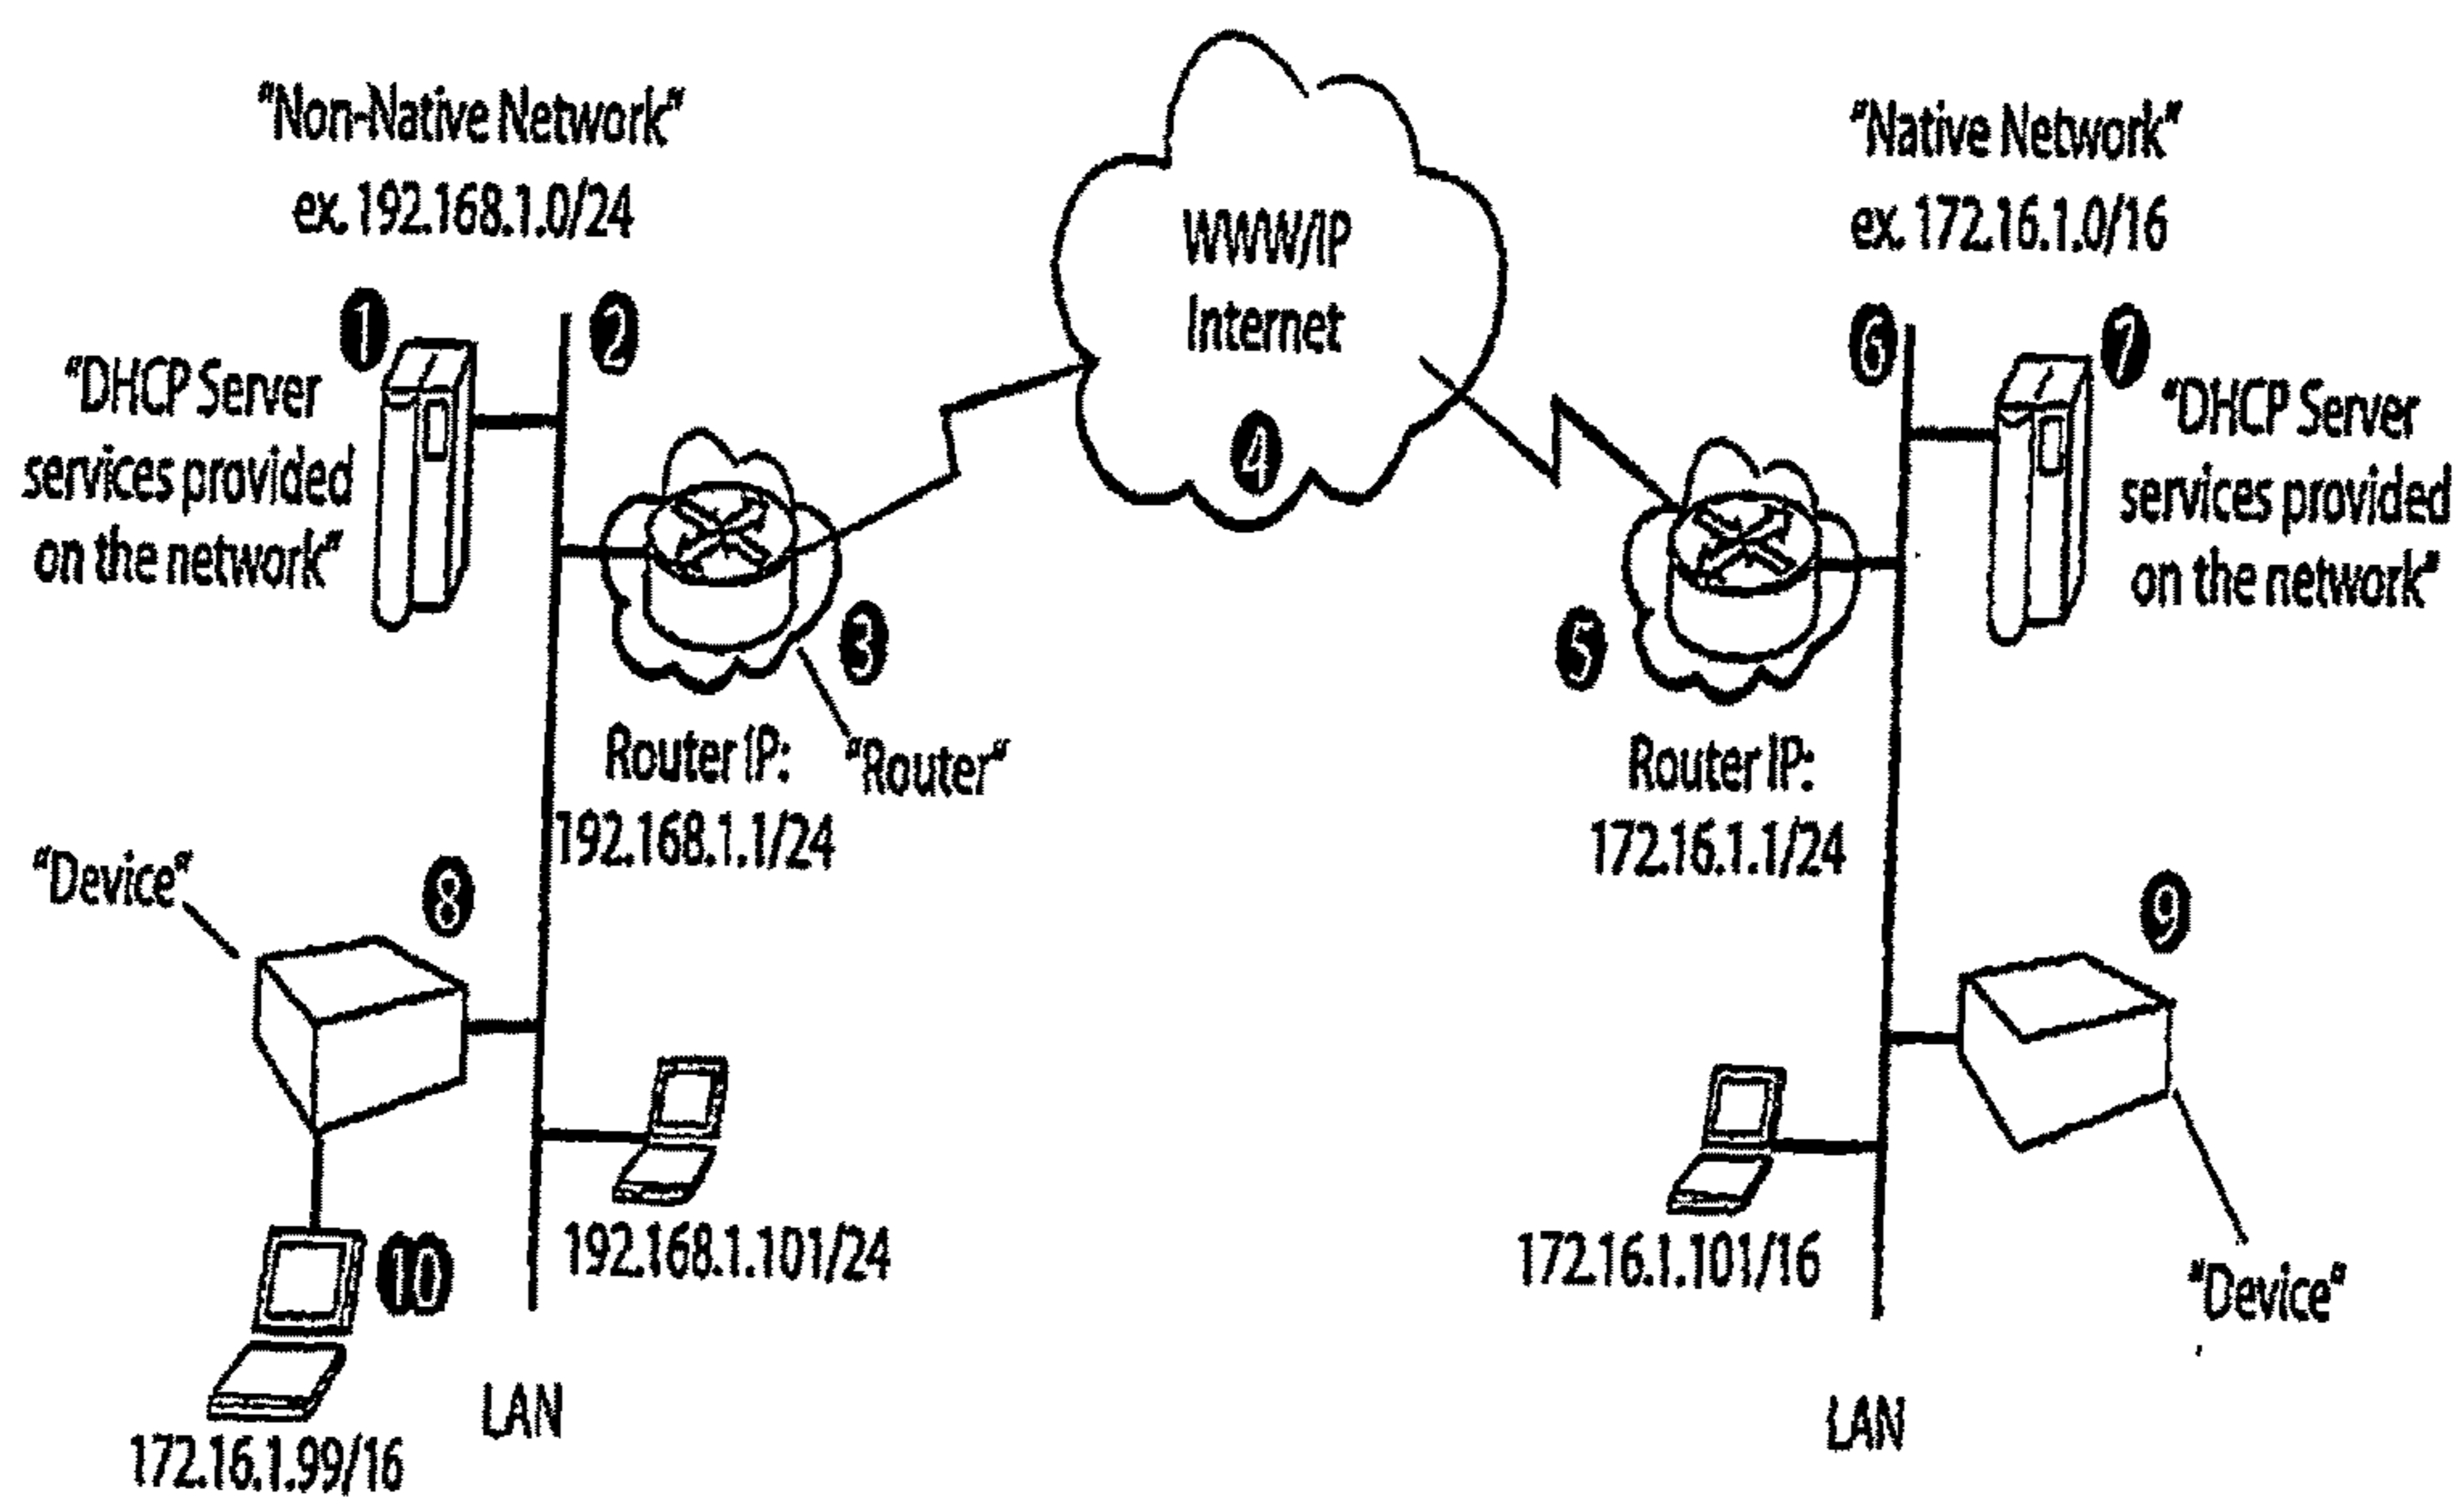 "Non-Native Network"
ex. 192.168.1.0/24
WWW/IP
Internet
"Native Network"
ex. 172.16.1.0/16
1
2
"DHCP Server
services provided
on the network"
3
4
5
6
7
"DHCP Server
services provided
on the network"
Router IP:
192.168.1.1/24
"Router"
Router IP:
172.16.1.1/24
"Device"
8
9
192.168.1.101/24
10
172.16.1.99/16
LAN
172.16.1.101/16
"Device"
LAN